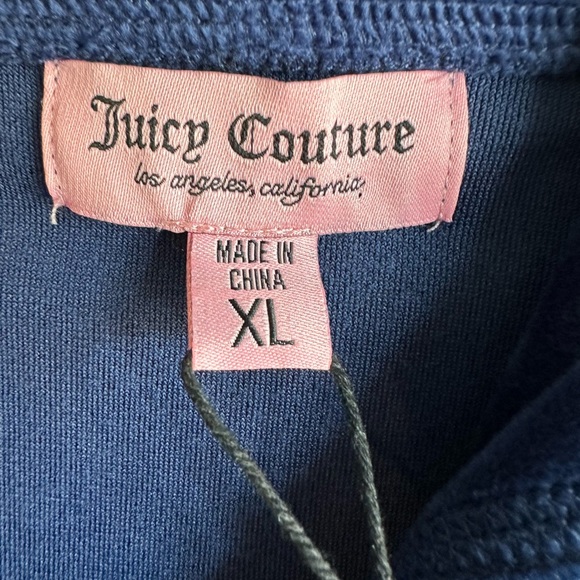 Juicy Couture
los angeles, california
MADE IN
CHINA
XL